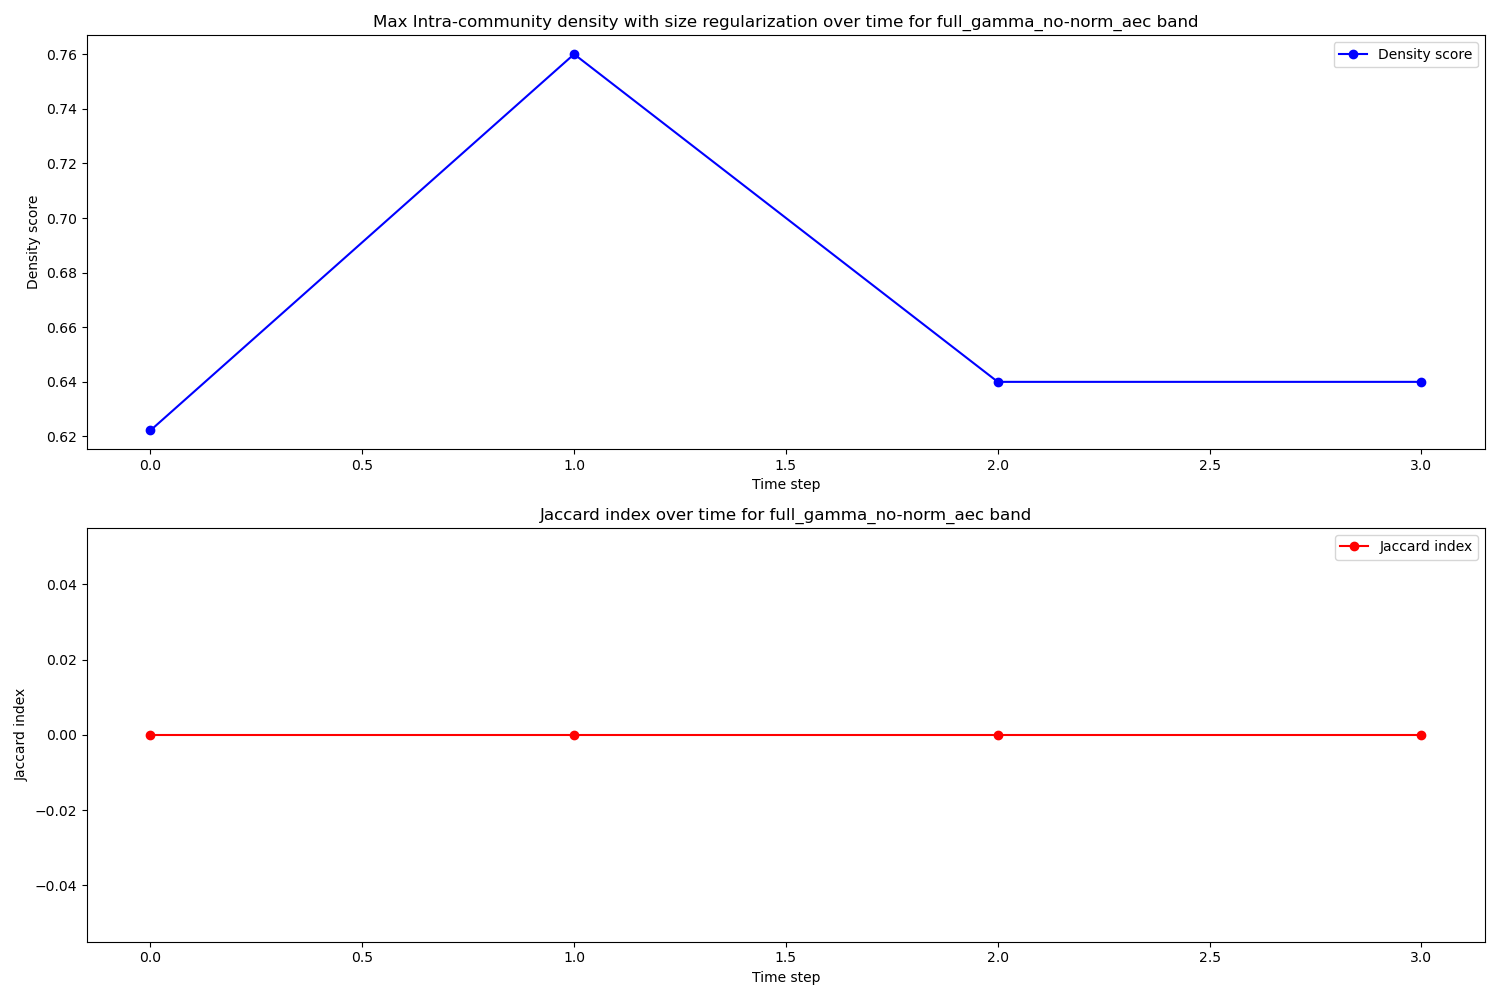 Max Intra-community density with size regularization over time for full_gamma_no-norm_aec band
Density score
0.76
0.74
0.72
0.70
0.68
0.66
0.64
0.62
Density score
0.0 0.5 1.0 1.5 2.0 2.5 3.0
Time step
Jaccard index over time for full_gamma_no-norm_aec band
Jaccard index
0.04
0.02
0.00
−0.02
−0.04
Jaccard index
0.0 0.5 1.0 1.5 2.0 2.5 3.0
Time step